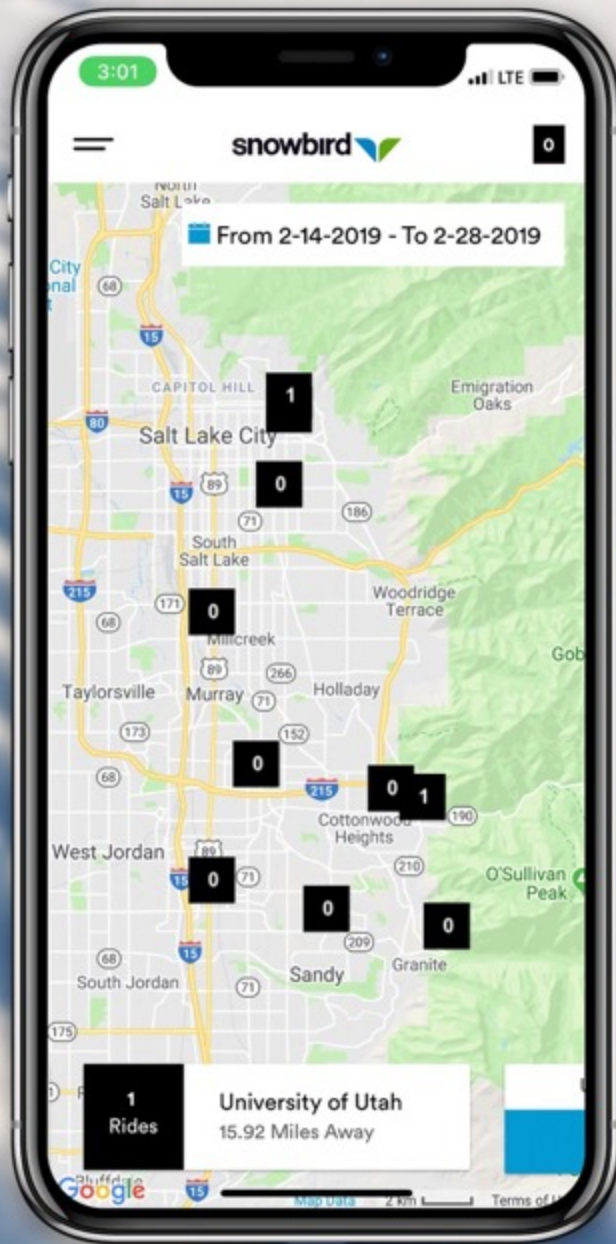 3:01
LTE
snowbird
0
North
Salt Lake
From 2-14-2019 - To 2-28-2019
City
68
15
CAPITOL HILL
1
Emigration
Oaks
80
Salt Lake City
15
89
0
186
71
South
Salt Lake
215
171
0
Woodridge
Terrace
68
Millcreek
89
266
Taylorsville
Murray
71
Holladay
173
152
0
68
215
0
1
Cottonwood
Heights
190
West Jordan
89
15
0
71
210
O'Sullivan
Peak
0
0
209
68
15
Granite
South Jordan
71
Sandy
175
1
Rides
University of Utah
15.92 Miles Away
Bluffdale
Google
15
Map Data
2 km
Terms of